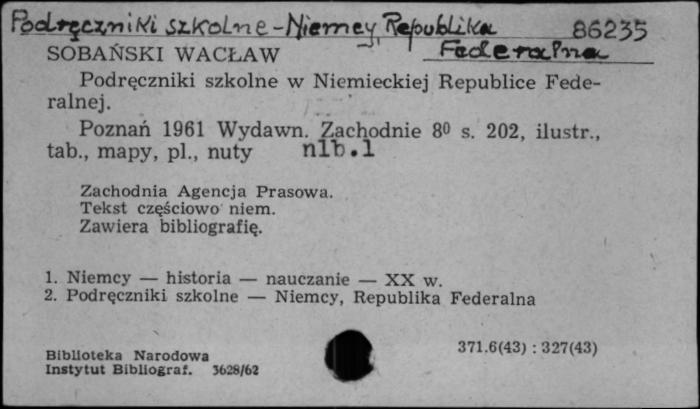 Podręczniki szkolne - Niemcy, Republika 86235
Federalna
SOBAŃSKI WACŁAW
Podręczniki szkolne w Niemieckiej Republice Fede-
ralnej.
Poznań 1961 Wydawn. Zachodnie 8⁰ s. 202, ilustr.,
tab., mapy, pl., nuty nlb.1
Zachodnia Agencja Prasowa.
Tekst częściowo niem.
Zawiera bibliografię.
1. Niemcy — historia — nauczanie — XX w.
2. Podręczniki szkolne — Niemcy, Republika Federalna
371.6(43) : 327(43)
Biblioteka Narodowa
Instytut Bibliograf. 3628/62